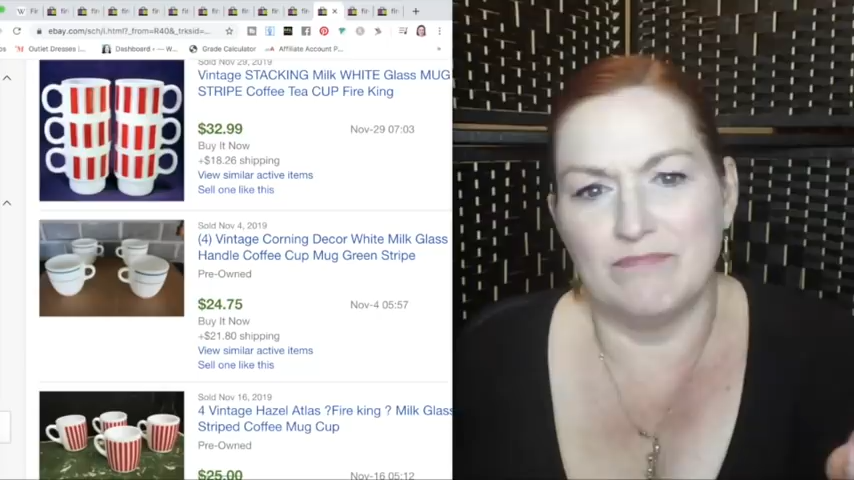 ebay.com/sch/i.html?_from=R40&_trksid=...
Outlet Dresses |...
Dashboard – – W...
Grade Calculator
Affiliate Account P...
Sold Nov 29, 2019
Vintage STACKING Milk WHITE Glass MUG
STRIPE Coffee Tea CUP Fire King
$32.99
Nov-29 07:03
Buy It Now
+$18.26 shipping
View similar active items
Sell one like this
Sold Nov 4, 2019
(4) Vintage Corning Decor White Milk Glass
Handle Coffee Cup Mug Green Stripe
Pre-Owned
$24.75
Nov-4 05:57
Buy It Now
+$21.80 shipping
View similar active items
Sell one like this
Sold Nov 16, 2019
4 Vintage Hazel Atlas ?Fire king ? Milk Glass
Striped Coffee Mug Cup
Pre-Owned
$25.00
Nov-16 05:12